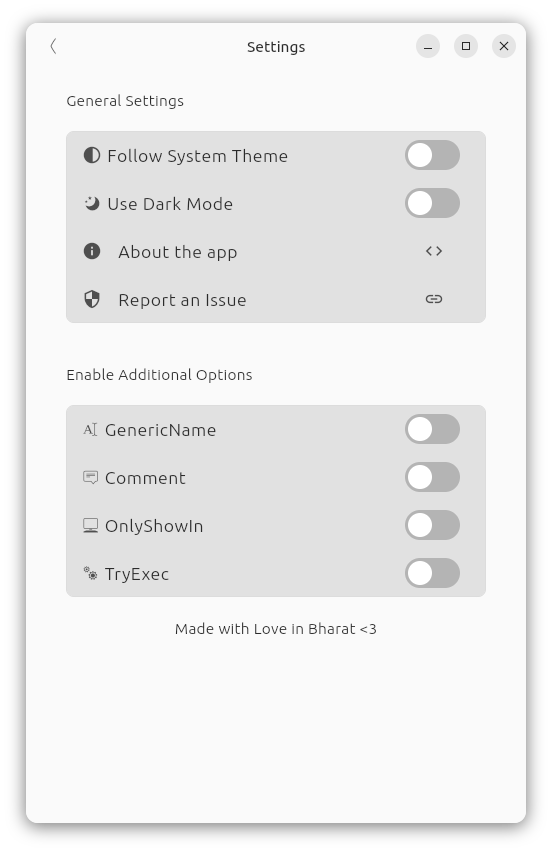 Settings
General Settings
Follow System Theme
Use Dark Mode
About the app
Report an Issue
Enable Additional Options
GenericName
Comment
OnlyShowIn
TryExec
Made with Love in Bharat <3